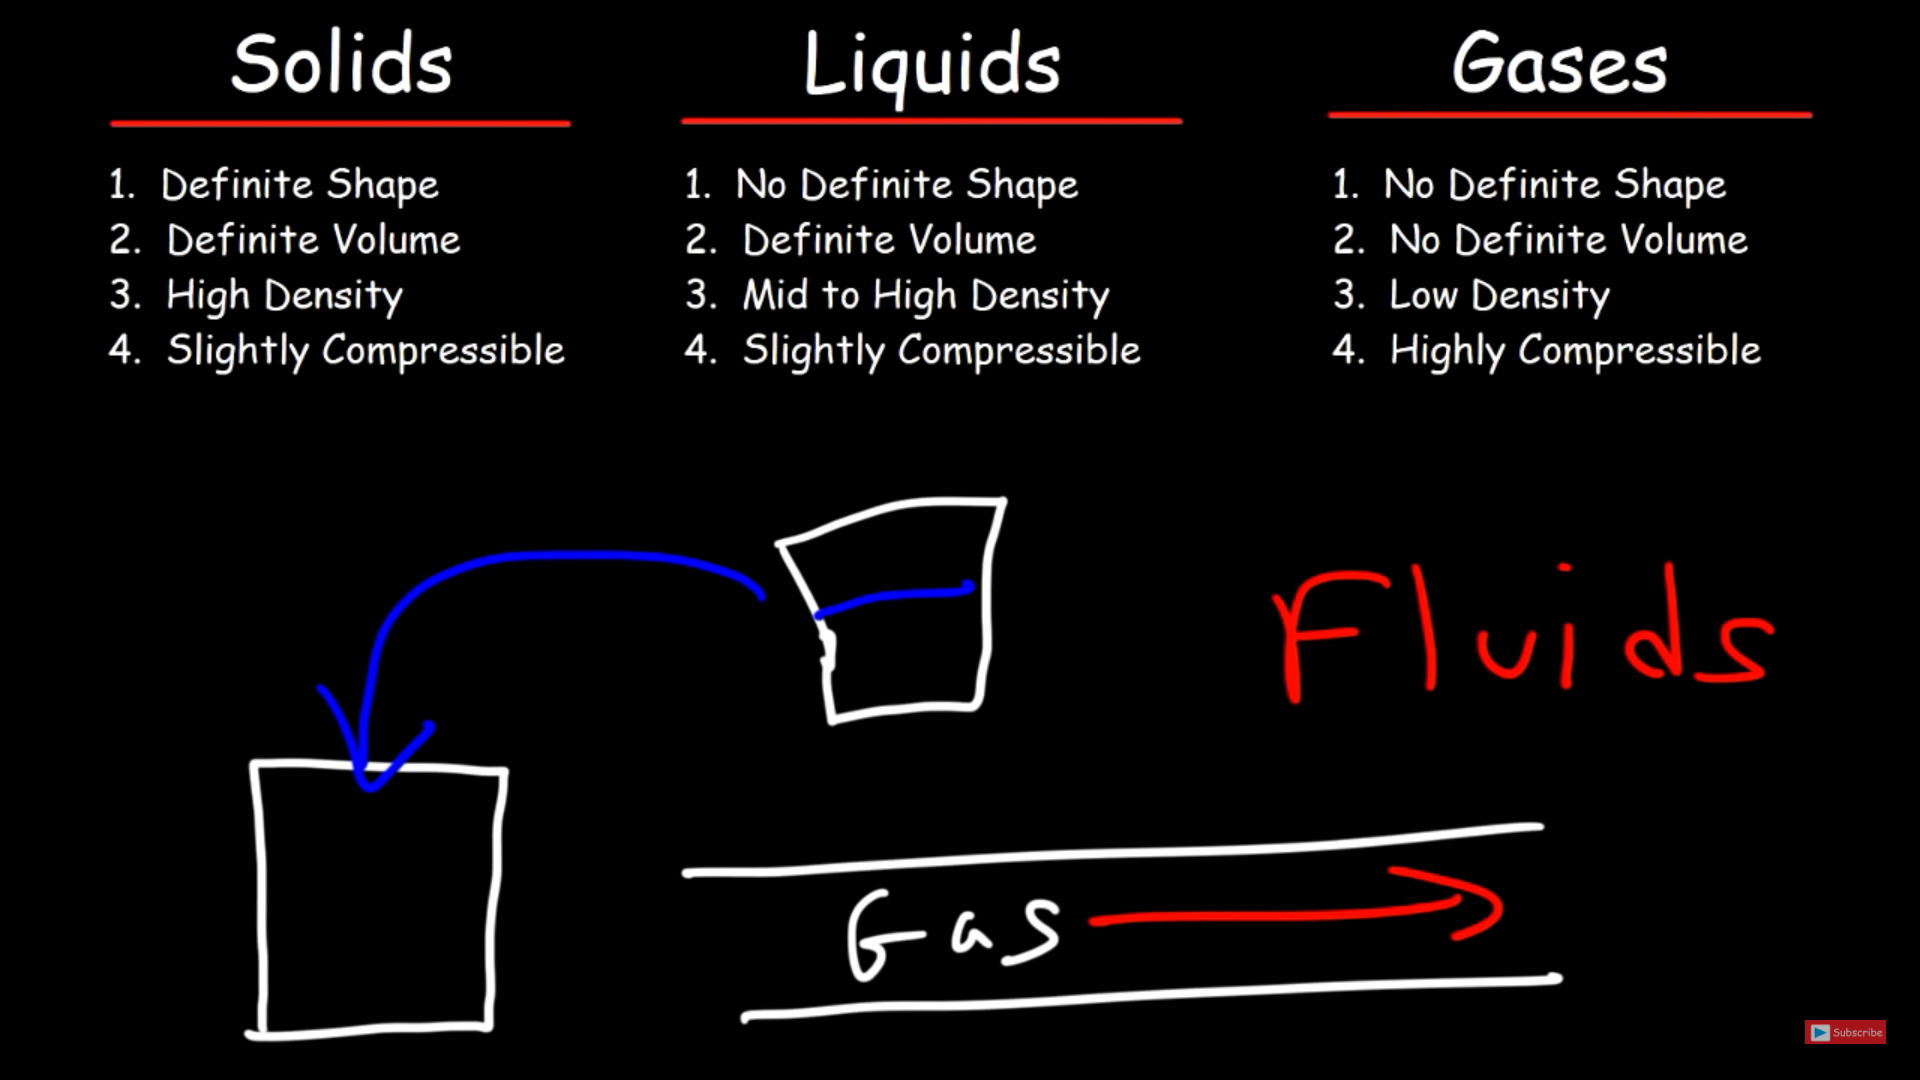 Solids
1. Definite Shape
2. Definite Volume
3. High Density
4. Slightly Compressible
Liquids
1. No Definite Shape
2. Definite Volume
3. Mid to High Density
4. Slightly Compressible
Gases
1. No Definite Shape
2. No Definite Volume
3. Low Density
4. Highly Compressible
Fluids
Gas
Subscribe